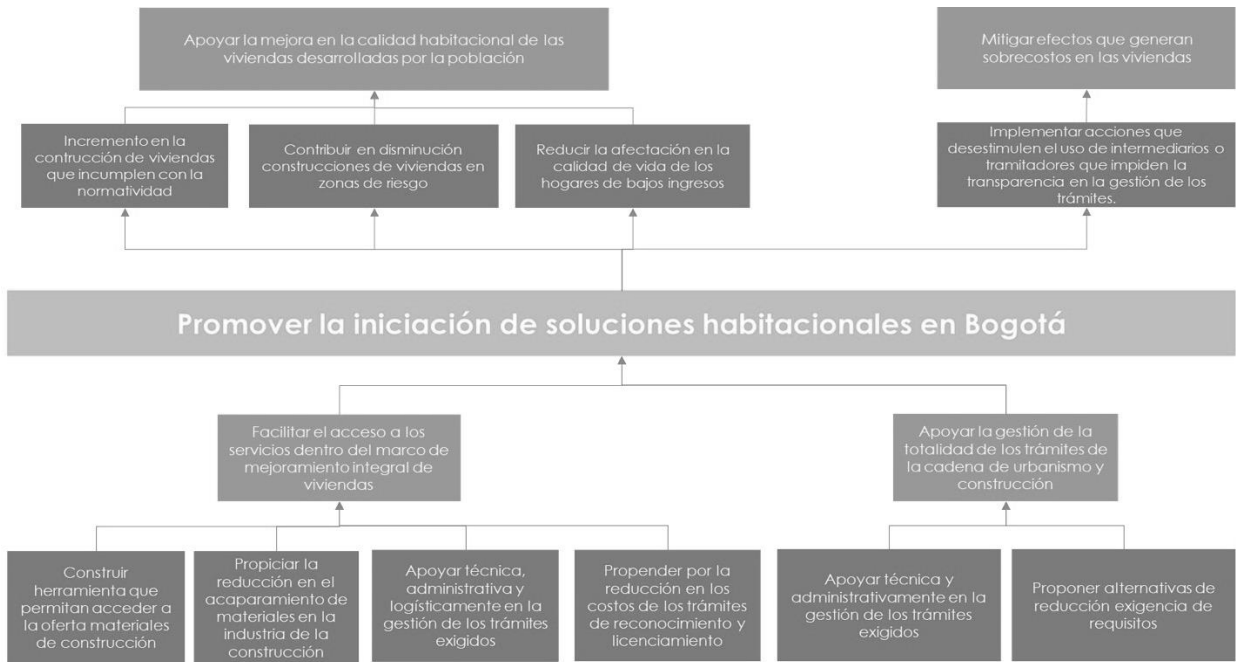 Apoyar la mejora en la calidad habitacional de las
viviendas desarrolladas por la población
Mitigar efectos que generan
sobrecostos en las viviendas
Incremento en la
contrucción de viviendas
que incumplen con la
normatividad
Contribuir en disminución
construcciones de viviendas en
zonas de riesgo
Reducir la afectación en la
calidad de vida de los
hogares de bajos ingresos
Implementar acciones que
desestimulen el uso de intermediarios o
tramitadores que impiden la
transparencia en la gestión de los
trámites.
Promover la iniciación de soluciones habitacionales en Bogotá
Facilitar el acceso a los
servicios dentro del marco de
mejoramiento integral de
viviendas
Apoyar la gestión de la
totalidad de los trámites de
la cadena de urbanismo y
construcción
Construir
herramienta que
permitan acceder a
la oferta materiales
de construcción
Propiciar la
reducción en el
acaparamiento de
materiales en la
industria de la
construcción
Apoyar técnica,
administrativa y
logísticamente en la
gestión de los trámites
exigidos
Propender por la
reducción en los
costos de los trámites
de reconocimiento y
licenciamiento
Apoyar técnica y
administrativamente en la
gestión de los trámites
exigidos
Proponer alternativas de
reducción exigencia de
requisitos